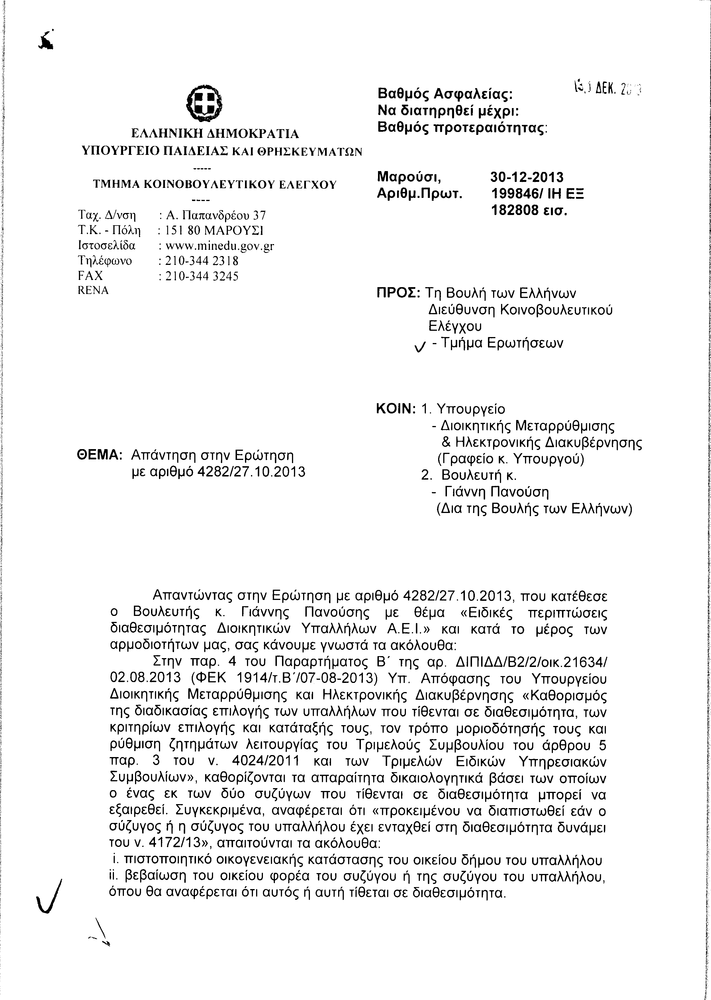 ΔΕΚ.
ΕΛΛΗΝΙΚΗ ΔΗΜΟΚΡΑΤΙΑ
ΥΠΟΥΡΓΕΙΟ ΠΑΙΔΕΙΑΣ ΚΑΙ ΘΡΗΣΚΕΥΜΑΤΩΝ
-----
ΤΜΗΜΑ ΚΟΙΝΟΒΟΥΛΕΥΤΙΚΟΥ ΕΛΕΓΧΟΥ
----
Ταχ. Δ/νση : Α. Παπανδρέου 37
Τ.Κ. - Πόλη : 151 80 ΜΑΡΟΥΣΙ
Ιστοσελίδα : www.minedu.gov.gr
Τηλέφωνο : 210-344 2318
FAX : 210-344 3245
RENA
Βαθμός Ασφαλείας:
Να διατηρηθεί μέχρι:
Βαθμός προτεραιότητας:
Μαρούσι, 30-12-2013
Αριθμ.Πρωτ. 199846/ ΙΗ ΕΞ
182808 εισ.
ΠΡΟΣ: Τη Βουλή των Ελλήνων
Διεύθυνση Κοινοβουλευτικού
Ελέγχου
- Τμήμα Ερωτήσεων
ΚΟΙΝ: 1. Υπουργείο
- Διοικητικής Μεταρρύθμισης
& Ηλεκτρονικής Διακυβέρνησης
(Γραφείο κ. Υπουργού)
2. Βουλευτή κ.
- Γιάννη Πανούση
(Δια της Βουλής των Ελλήνων)
ΘΕΜΑ: Απάντηση στην Ερώτηση
με αριθμό 4282/27.10.2013
Απαντώντας στην Ερώτηση με αριθμό 4282/27.10.2013, που κατέθεσε
ο Βουλευτής κ. Γιάννης Πανούσης με θέμα «Ειδικές περιπτώσεις
διαθεσιμότητας Διοικητικών Υπαλλήλων Α.Ε.Ι.» και κατά το μέρος των
αρμοδιοτήτων μας, σας κάνουμε γνωστά τα ακόλουθα:
Στην παρ. 4 του Παραρτήματος Β΄ της αρ. ΔΙΠΙΔΔ/Β2/2/οικ.21634/
02.08.2013 (ΦΕΚ 1914/τ.Β΄/07-08-2013) Υπ. Απόφασης του Υπουργείου
Διοικητικής Μεταρρύθμισης και Ηλεκτρονικής Διακυβέρνησης «Καθορισμός
της διαδικασίας επιλογής των υπαλλήλων που τίθενται σε διαθεσιμότητα, των
κριτηρίων επιλογής και κατάταξής τους, τον τρόπο μοριοδότησής τους και
ρύθμιση ζητημάτων λειτουργίας του Τριμελούς Συμβουλίου του άρθρου 5
παρ. 3 του ν. 4024/2011 και των Τριμελών Ειδικών Υπηρεσιακών
Συμβουλίων», καθορίζονται τα απαραίτητα δικαιολογητικά βάσει των οποίων
ο ένας εκ των δύο συζύγων που τίθενται σε διαθεσιμότητα μπορεί να
εξαιρεθεί. Συγκεκριμένα, αναφέρεται ότι «προκειμένου να διαπιστωθεί εάν ο
σύζυγος ή η σύζυγος του υπαλλήλου έχει ενταχθεί στη διαθεσιμότητα δυνάμει
του ν. 4172/13», απαιτούνται τα ακόλουθα:
i. πιστοποιητικό οικογενειακής κατάστασης του οικείου δήμου του υπαλλήλου
ii. βεβαίωση του οικείου φορέα του συζύγου ή της συζύγου του υπαλλήλου,
όπου θα αναφέρεται ότι αυτός ή αυτή τίθεται σε διαθεσιμότητα.